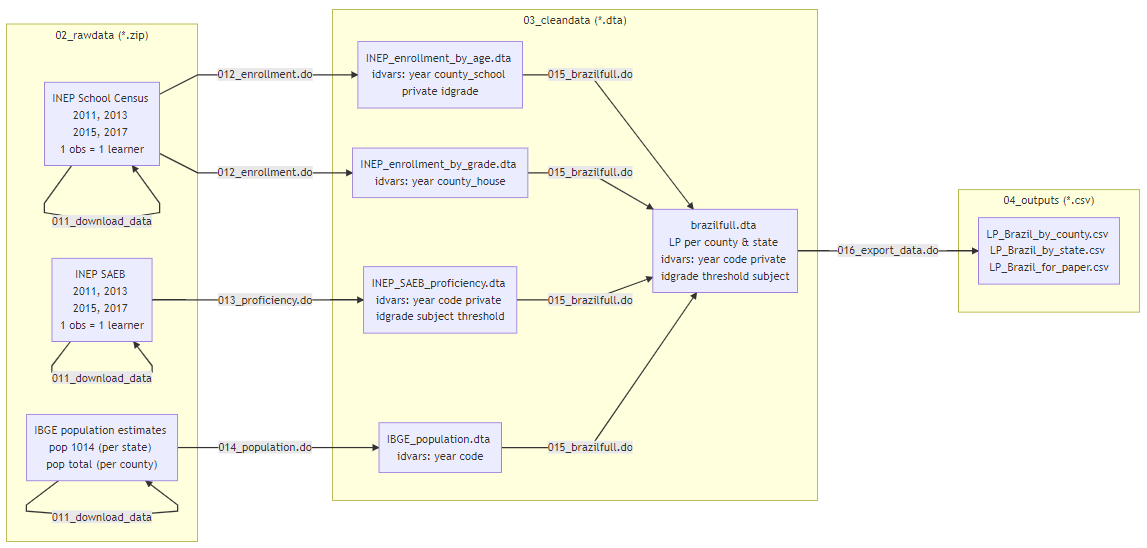 02_rawdata (*.zip)
INEP School Census
2011, 2013
2015, 2017
1 obs = 1 learner
011_download_data
INEP SAEB
2011, 2013
2015, 2017
1 obs = 1 learner
011_download_data
IBGE population estimates
pop 1014 (per state)
pop total (per county)
011_download_data
012_enrollment.do
012_enrollment.do
013_proficiency.do
014_population.do
03_cleandata (*.dta)
INEP_enrollment_by_age.dta
idvars: year county_school
private idgrade
INEP_enrollment_by_grade.dta
idvars: year county_house
INEP_SAEB_proficiency.dta
idvars: year code private
idgrade subject threshold
IBGE_population.dta
idvars: year code
015_brazilfull.do
015_brazilfull.do
015_brazilfull.do
015_brazilfull.do
brazilfull.dta
LP per county & state
idvars: year code private
idgrade threshold subject
016_export_data.do
04_outputs (*.csv)
LP_Brazil_by_county.csv
LP_Brazil_by_state.csv
LP_Brazil_for_paper.csv